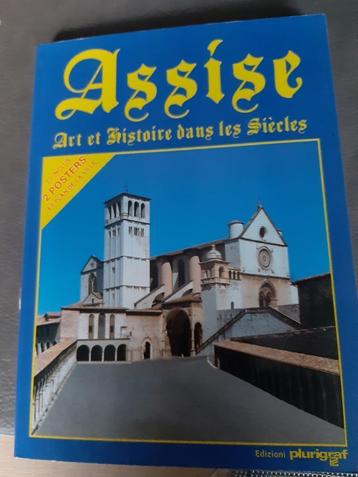 Assise
Art et Histoire dans les Siècles
2 POSTERS
Edizioni plurigraf